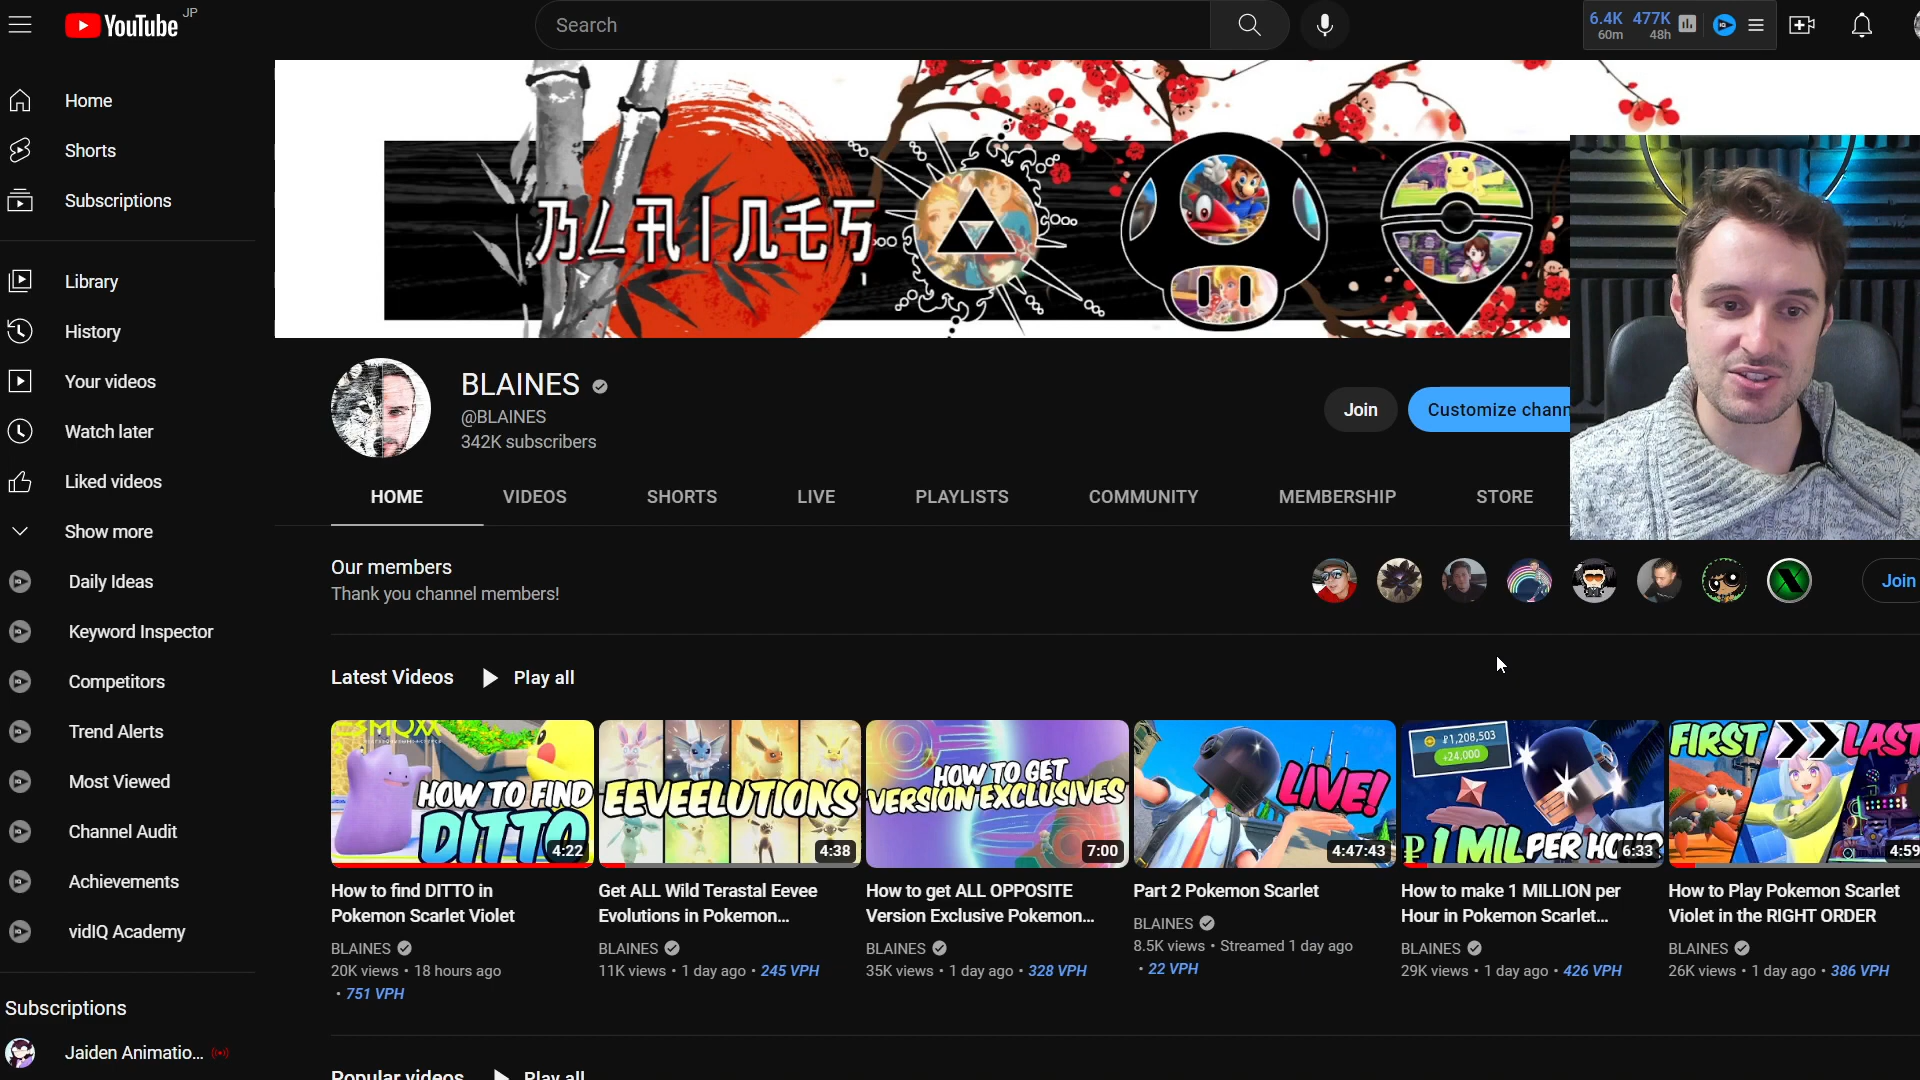 YouTube JP
Search
6.4K 477K
60m 48h
Home
Shorts
Subscriptions
Library
History
Your videos
Watch later
Liked videos
Show more
Daily Ideas
Keyword Inspector
Competitors
Trend Alerts
Most Viewed
Channel Audit
Achievements
vidIQ Academy
Subscriptions
Jaiden Animatio...
BLAINES
BLAINES
@BLAINES
342K subscribers
Join
Customize chann
HOME VIDEOS SHORTS LIVE PLAYLISTS COMMUNITY MEMBERSHIP STORE
Our members
Thank you channel members!
Join
Latest Videos Play all
HOW TO FIND
DITTO
4:22
How to find DITTO in
Pokemon Scarlet Violet
BLAINES
20K views • 18 hours ago
• 751 VPH
EEVEELUTIONS
4:38
Get ALL Wild Terastal Eevee
Evolutions in Pokemon...
BLAINES
11K views • 1 day ago • 245 VPH
HOW TO GET
VERSION EXCLUSIVES
7:00
How to get ALL OPPOSITE
Version Exclusive Pokemon...
BLAINES
35K views • 1 day ago • 328 VPH
LIVE!
4:47:43
Part 2 Pokemon Scarlet
BLAINES
8.5K views • Streamed 1 day ago
• 22 VPH
₽1,208,503
+24,000
₽ 1 MIL PER HOUR
6:33
How to make 1 MILLION per
Hour in Pokemon Scarlet...
BLAINES
29K views • 1 day ago • 426 VPH
FIRST >> LAST
4:59
How to Play Pokemon Scarlet
Violet in the RIGHT ORDER
BLAINES
26K views • 1 day ago • 386 VPH
Popular videos Play all